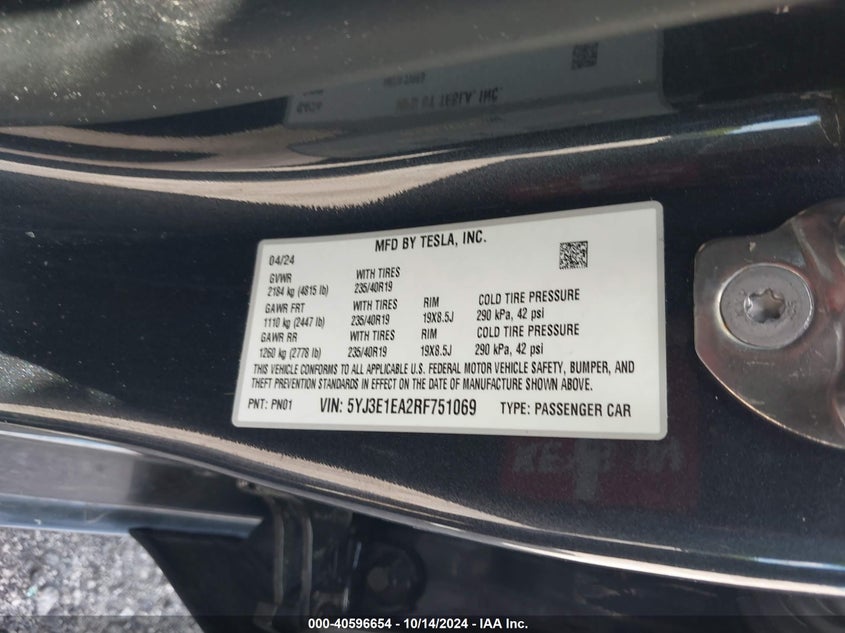 MFD BY TESLA, INC.
04/24
GVWR WITH TIRES
2184 kg (4815 lb) 235/40R19
GAWR FRT WITH TIRES RIM COLD TIRE PRESSURE
1110 kg (2447 lb) 235/40R19 19X8.5J 290 kPa, 42 psi
GAWR RR WITH TIRES RIM COLD TIRE PRESSURE
1260 kg (2778 lb) 235/40R19 19X8.5J 290 kPa, 42 psi
THIS VEHICLE CONFORMS TO ALL APPLICABLE U.S. FEDERAL MOTOR VEHICLE SAFETY, BUMPER, AND
THEFT PREVENTION STANDARDS IN EFFECT ON THE DATE OF MANUFACTURE SHOWN ABOVE.
PNT: PN01 VIN: 5YJ3E1EA2RF751069 TYPE: PASSENGER CAR
000-40596654 - 10/14/2024 - IAA Inc.